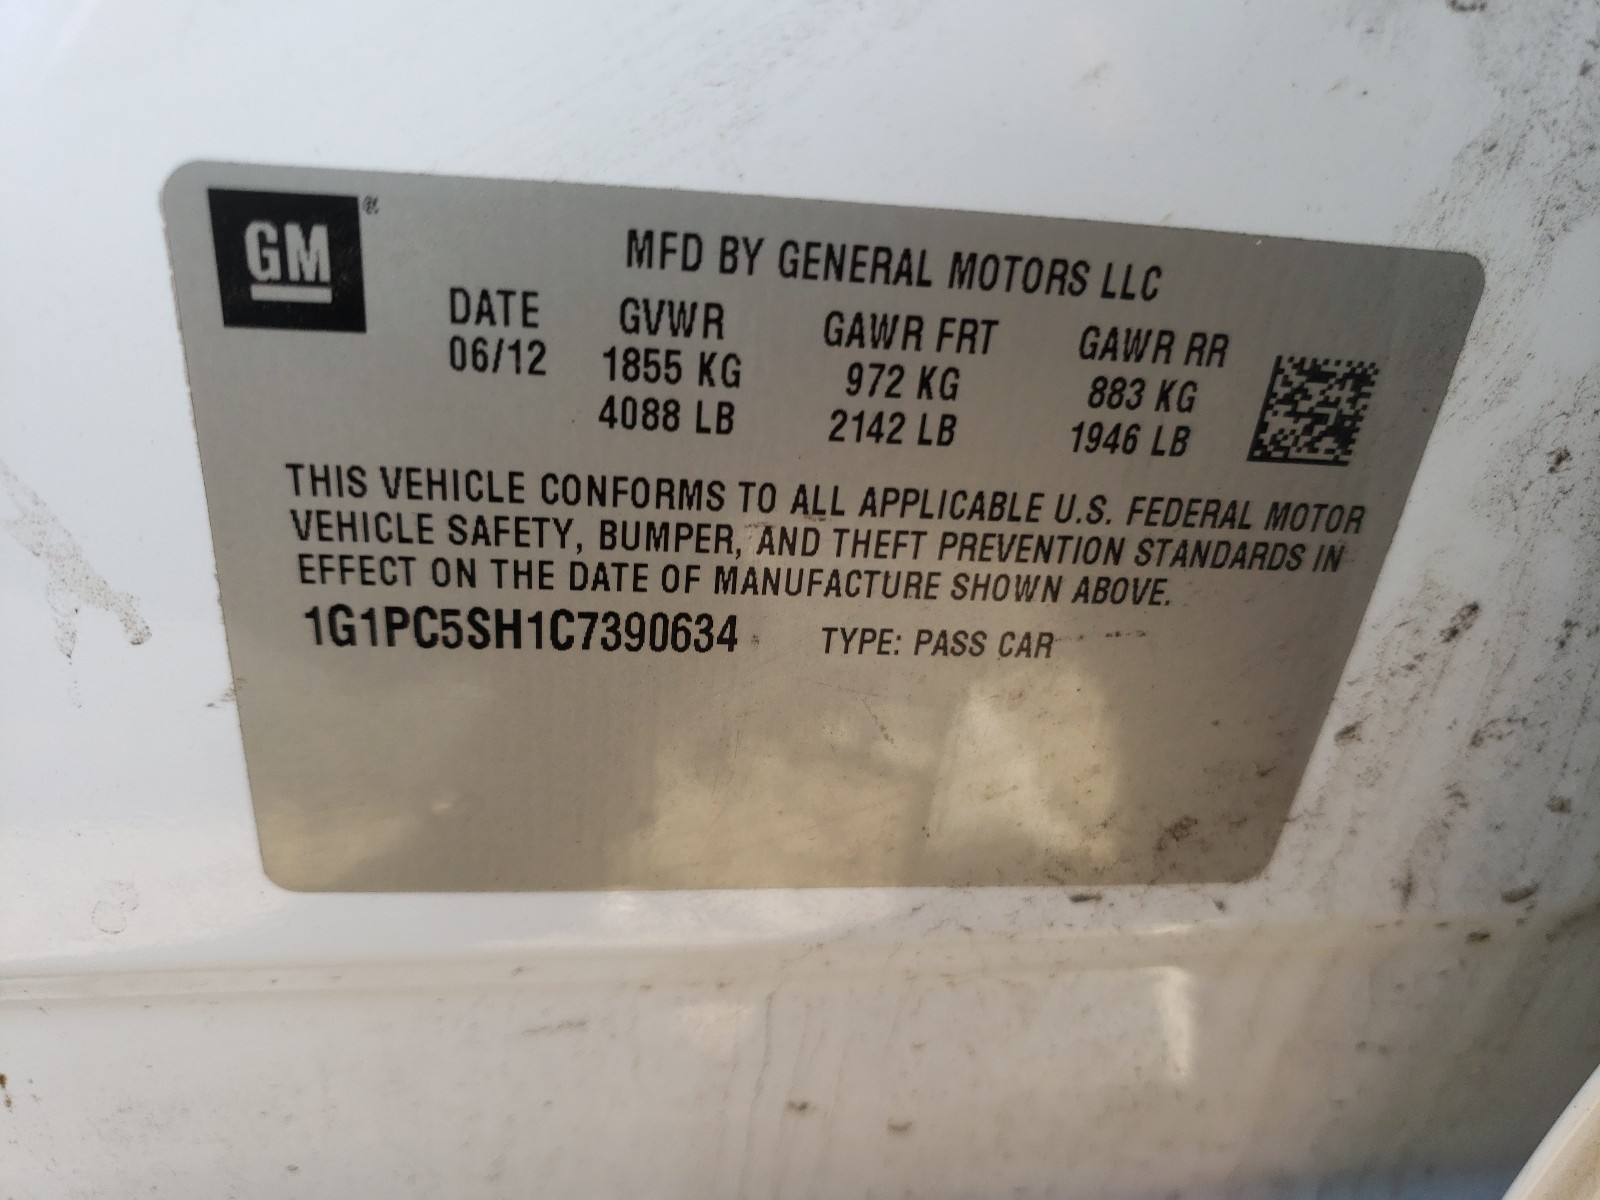 GM ®
MFD BY GENERAL MOTORS LLC
DATE GVWR GAWR FRT GAWR RR
06/12 1855 KG 972 KG 883 KG
4088 LB 2142 LB 1946 LB
THIS VEHICLE CONFORMS TO ALL APPLICABLE U.S. FEDERAL MOTOR
VEHICLE SAFETY, BUMPER, AND THEFT PREVENTION STANDARDS IN
EFFECT ON THE DATE OF MANUFACTURE SHOWN ABOVE.
1G1PC5SH1C7390634 TYPE: PASS CAR